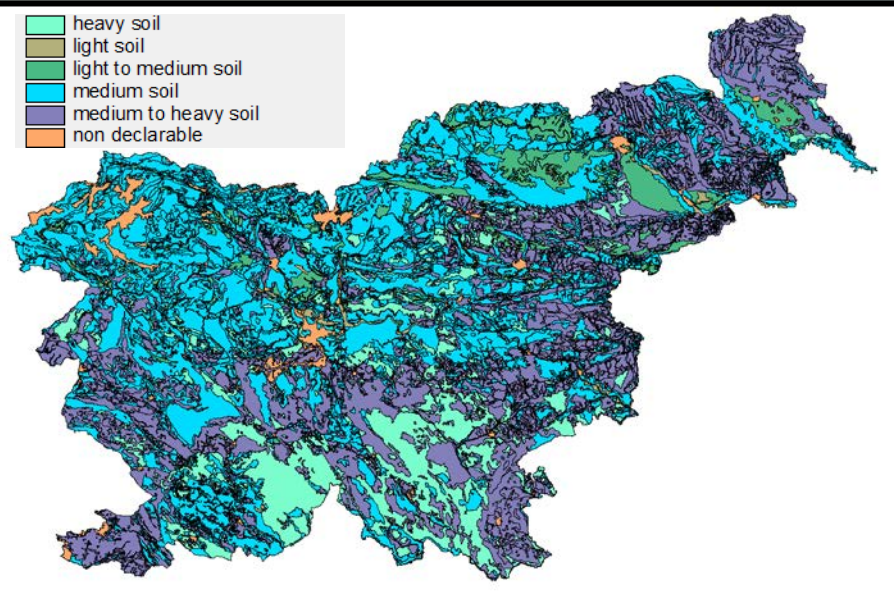 heavy soil
light soil
light to medium soil
medium soil
medium to heavy soil
non declarable